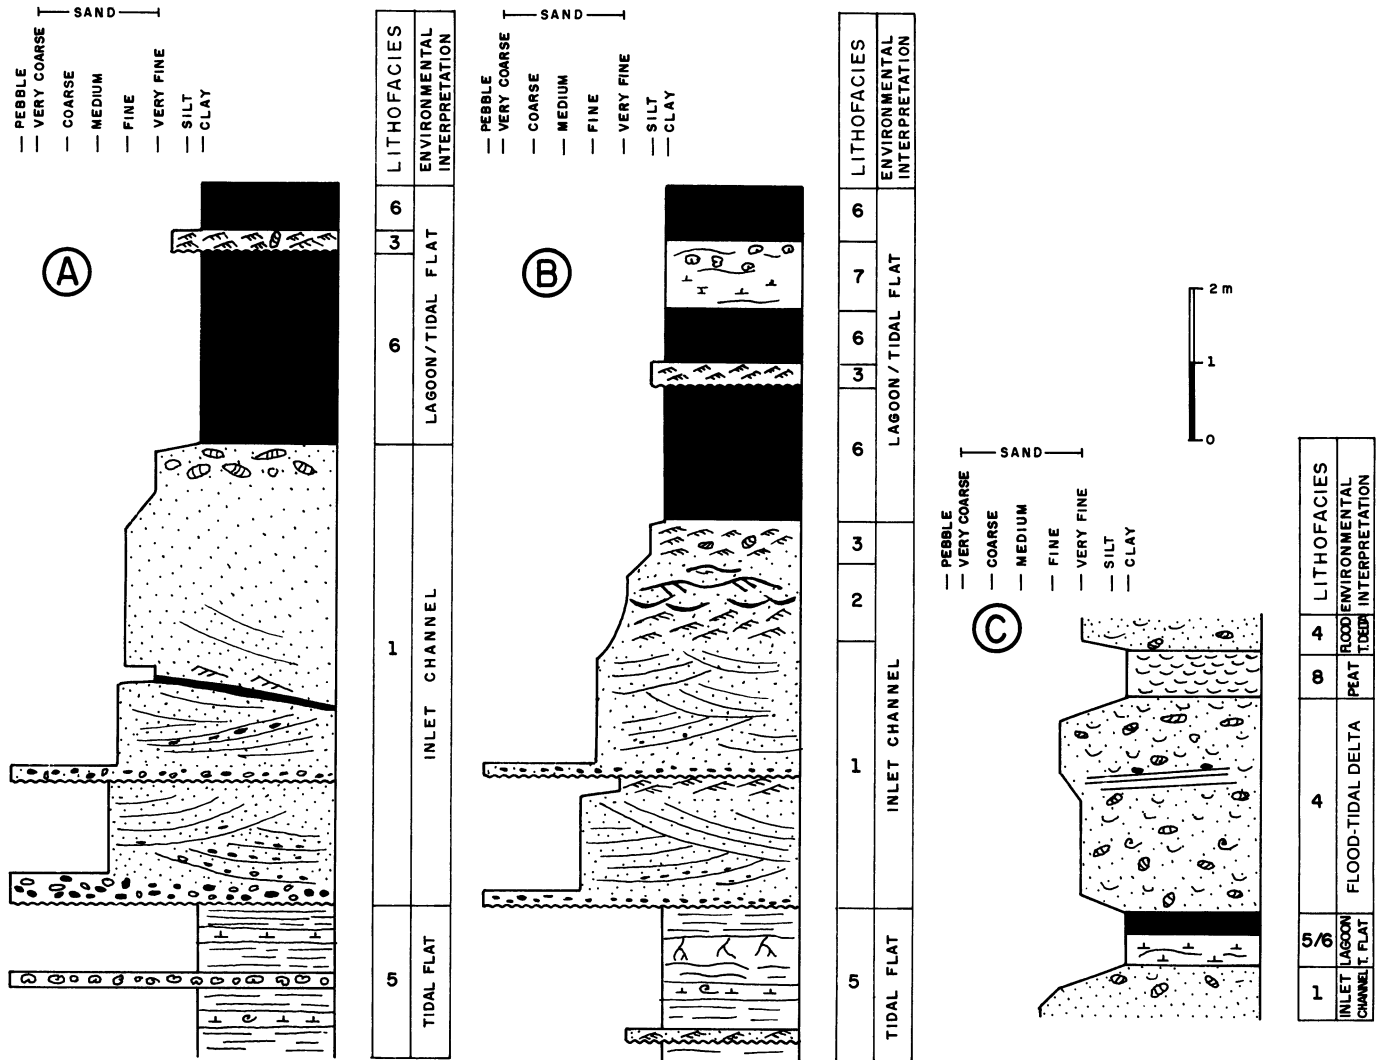 SAND
PEBBLE
VERY COARSE
COARSE
MEDIUM
FINE
VERY FINE
SILT
CLAY
LITHOFACIES
ENVIRONMENTAL
INTERPRETATION
A
6
3
6
1
5
LAGOON/TIDAL FLAT
INLET CHANNEL
TIDAL FLAT
SAND
PEBBLE
VERY COARSE
COARSE
MEDIUM
FINE
VERY FINE
SILT
CLAY
LITHOFACIES
ENVIRONMENTAL
INTERPRETATION
B
6
7
6
3
6
3
2
1
5
LAGOON/TIDAL FLAT
INLET CHANNEL
TIDAL FLAT
2 m
1
0
SAND
PEBBLE
VERY COARSE
COARSE
MEDIUM
FINE
VERY FINE
SILT
CLAY
LITHOFACIES
ENVIRONMENTAL
INTERPRETATION
C
4
8
4
5/6
1
FLOOD
T. DELTA
PEAT
FLOOD-TIDAL DELTA
LAGOON
T. FLAT
INLET
CHANNEL